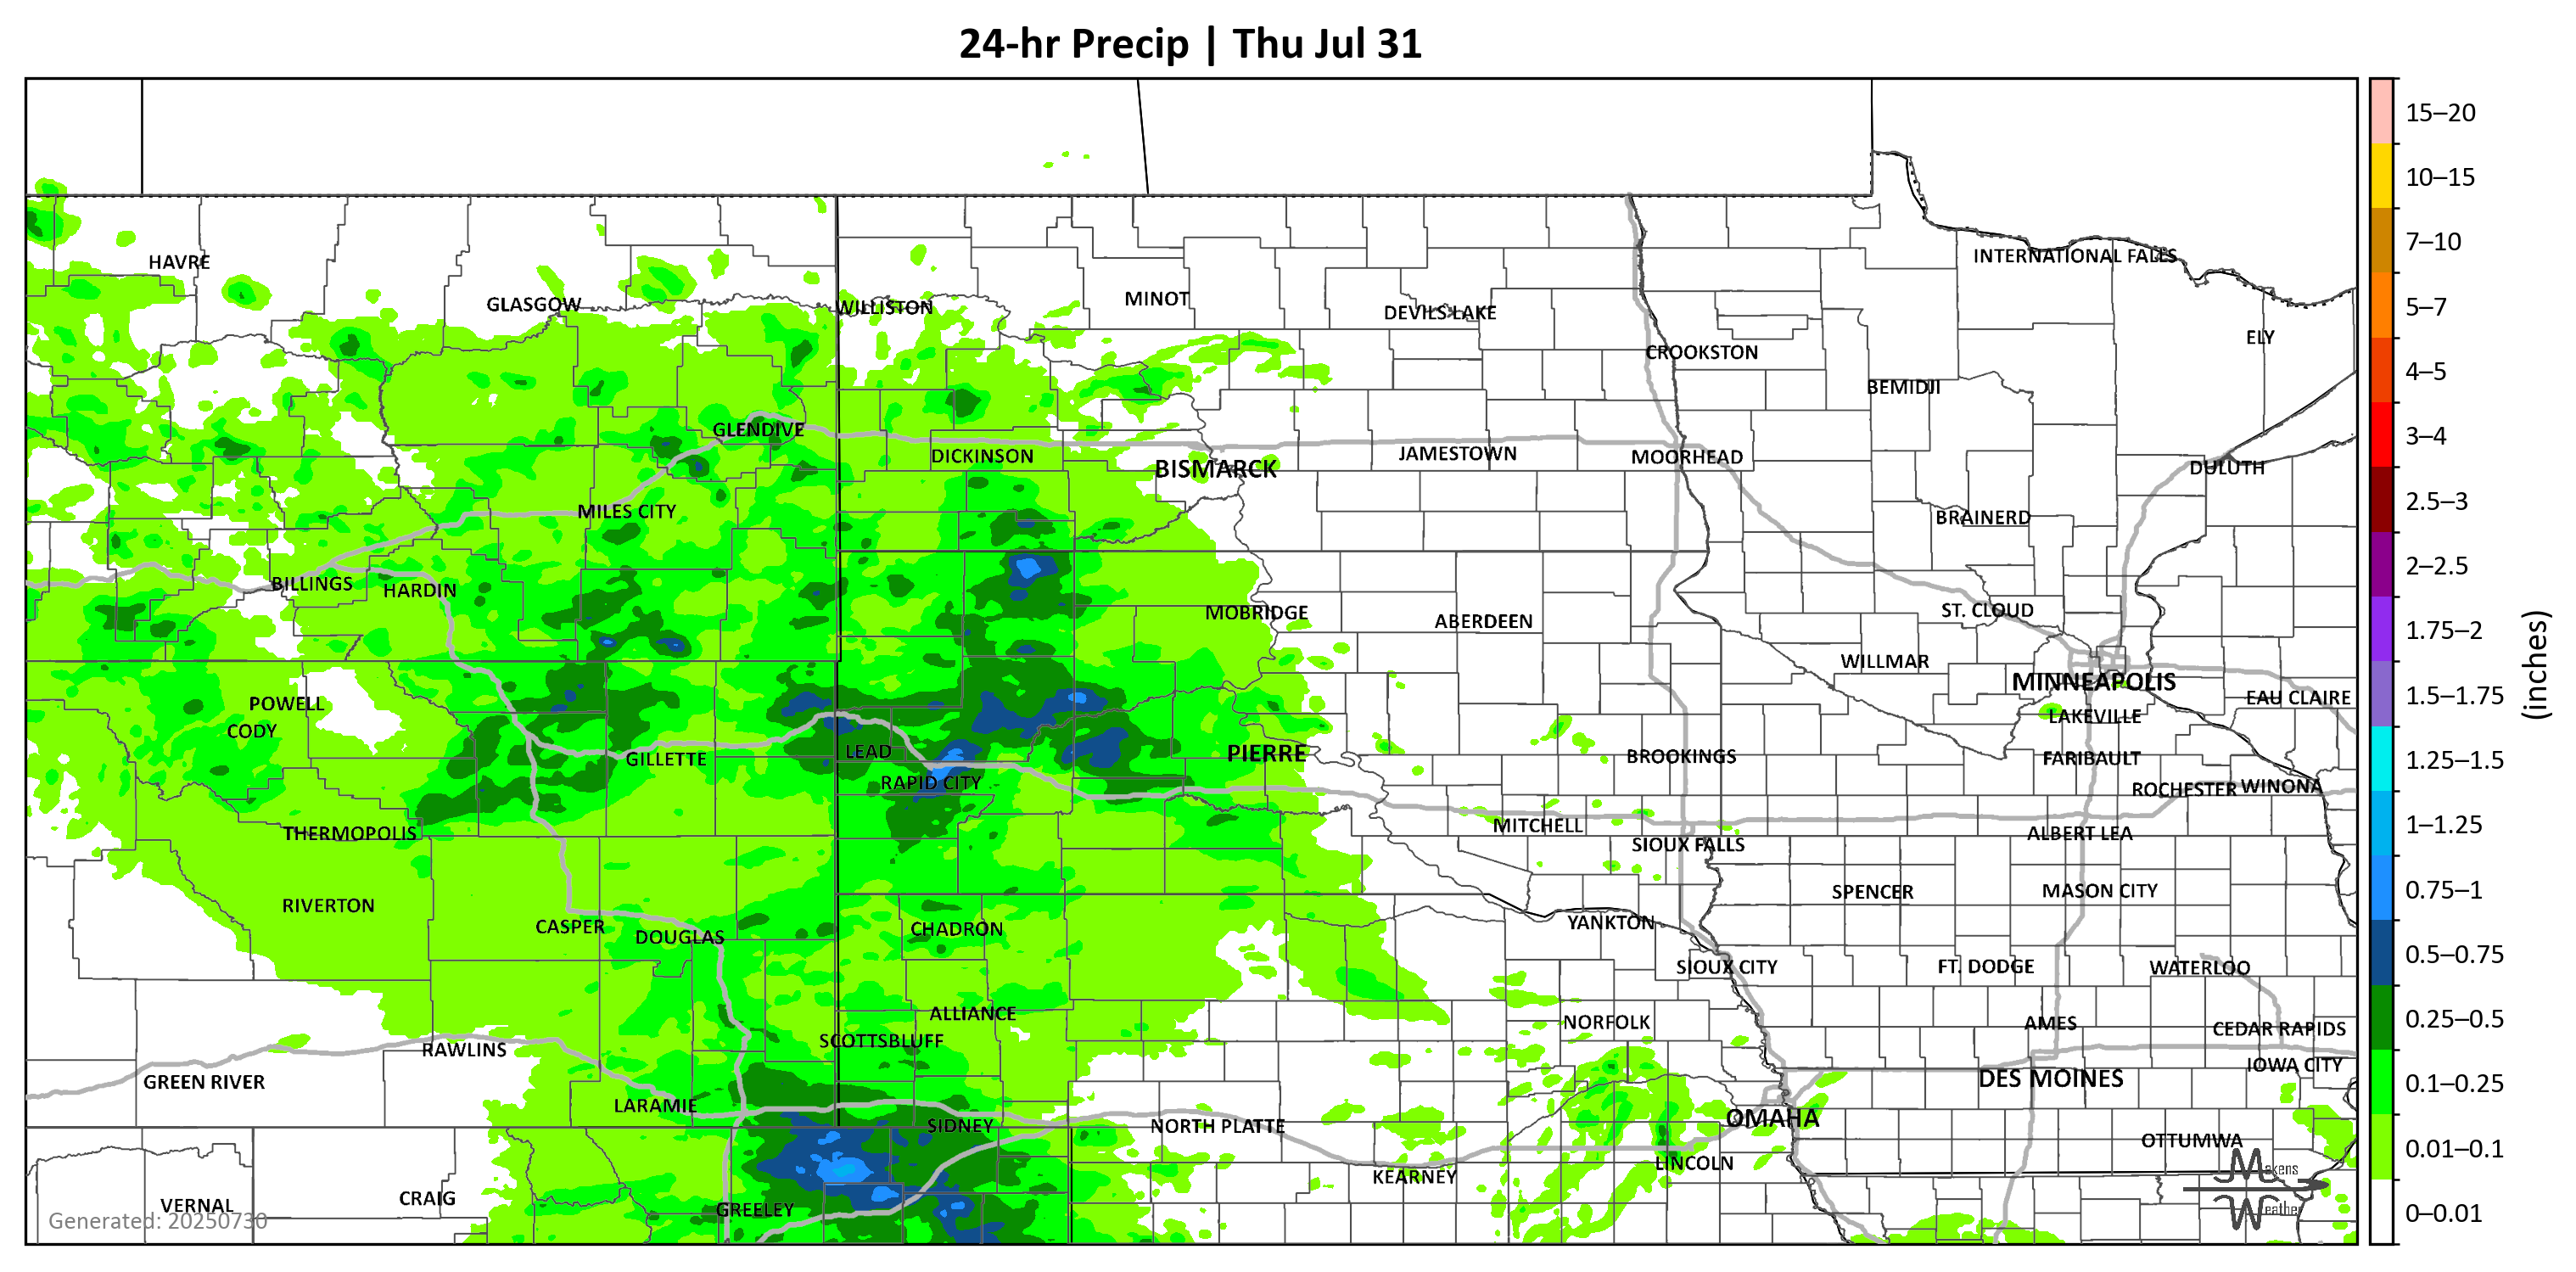 24-hr Precip | Thu Jul 31
HAVRE
GLASGOW
WILLISTON
MINOT
DEVILS LAKE
INTERNATIONAL FALLS
ELY
CROOKSTON
BEMIDJI
GLENDIVE
DICKINSON
BISMARCK
JAMESTOWN
MOORHEAD
DULUTH
MILES CITY
BRAINERD
BILLINGS
HARDIN
MOBRIDGE
ABERDEEN
ST. CLOUD
WILLMAR
MINNEAPOLIS
EAU CLAIRE
POWELL
CODY
LAKEVILLE
GILLETTE
LEAD
RAPID CITY
PIERRE
BROOKINGS
FARIBAULT
ROCHESTER
WINONA
THERMOPOLIS
MITCHELL
SIOUX FALLS
ALBERT LEA
RIVERTON
SPENCER
MASON CITY
CASPER
DOUGLAS
CHADRON
YANKTON
SIOUX CITY
FT. DODGE
WATERLOO
ALLIANCE
SCOTTSBLUFF
NORFOLK
AMES
CEDAR RAPIDS
IOWA CITY
RAWLINS
GREEN RIVER
DES MOINES
LARAMIE
SIDNEY
NORTH PLATTE
OMAHA
OTTUMWA
LINCOLN
KEARNEY
VERNAL
CRAIG
GREELEY
Generated: 20250730
Makens
Weather
15–20
10–15
7–10
5–7
4–5
3–4
2.5–3
2–2.5
1.75–2
1.5–1.75
1.25–1.5
1–1.25
0.75–1
0.5–0.75
0.25–0.5
0.1–0.25
0.01–0.1
0–0.01
(inches)